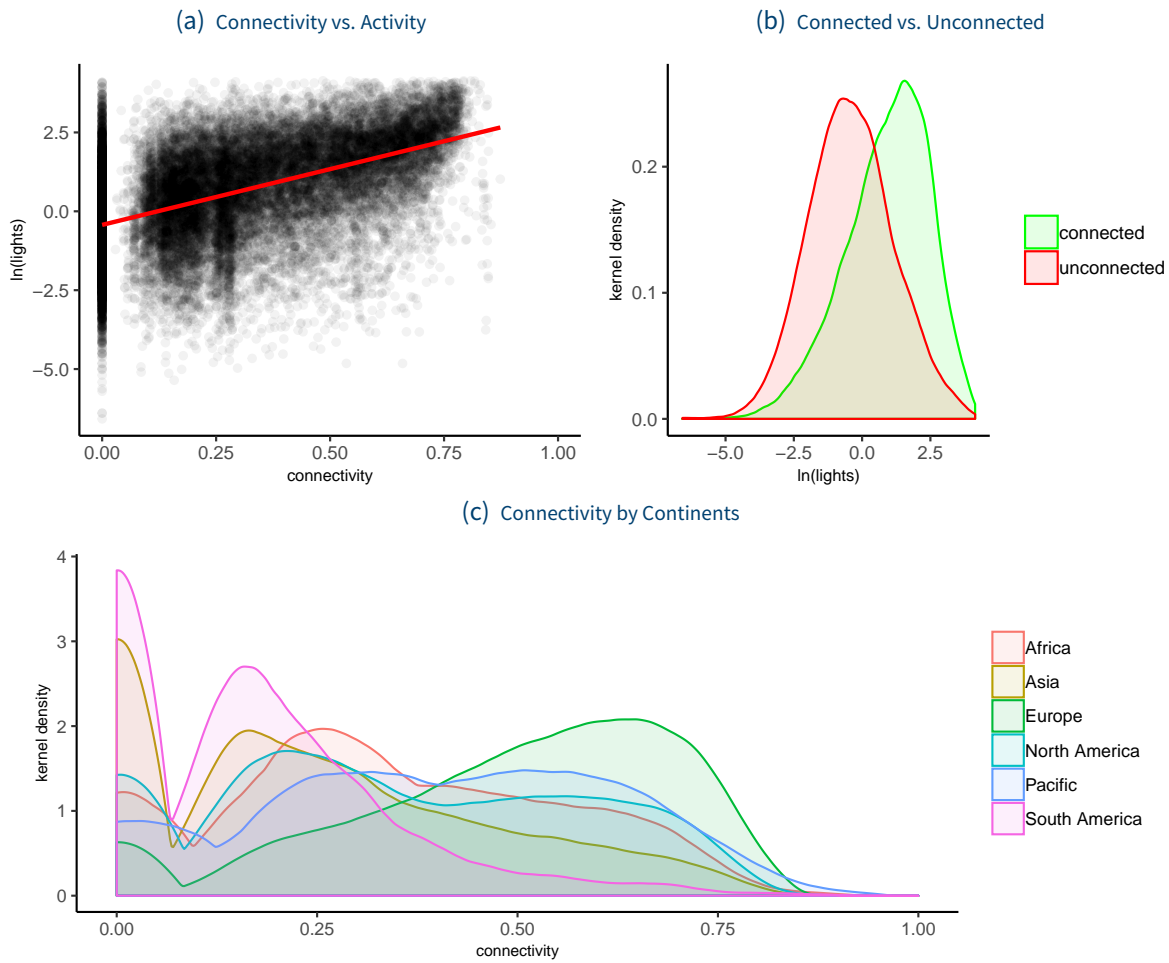 (a) Connectivity vs. Activity
ln(lights)
2.5
0.0
−2.5
−5.0
0.00 0.25 0.50 0.75 1.00
connectivity
(b) Connected vs. Unconnected
kernel density
0.2
0.1
0.0
−5.0 −2.5 0.0 2.5
ln(lights)
connected
unconnected
(c) Connectivity by Continents
kernel density
4
3
2
1
0
0.00 0.25 0.50 0.75 1.00
connectivity
Africa
Asia
Europe
North America
Pacific
South America